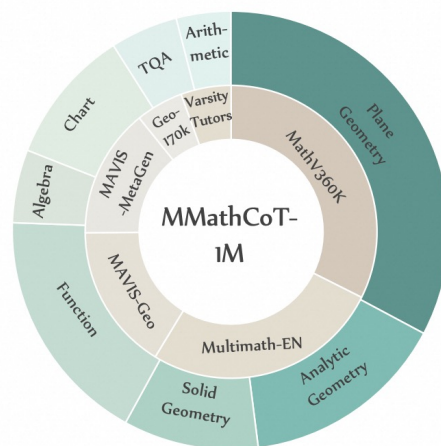 MMathCoT-
1M
MathV360K
Multimath-EN
MAVIS-Geo
MAVIS
-MetaGen
Geo-
170k
Varsity
Tutors
Plane
Geometry
Analytic
Geometry
Solid
Geometry
Function
Algebra
Chart
TQA
Arith-
metic